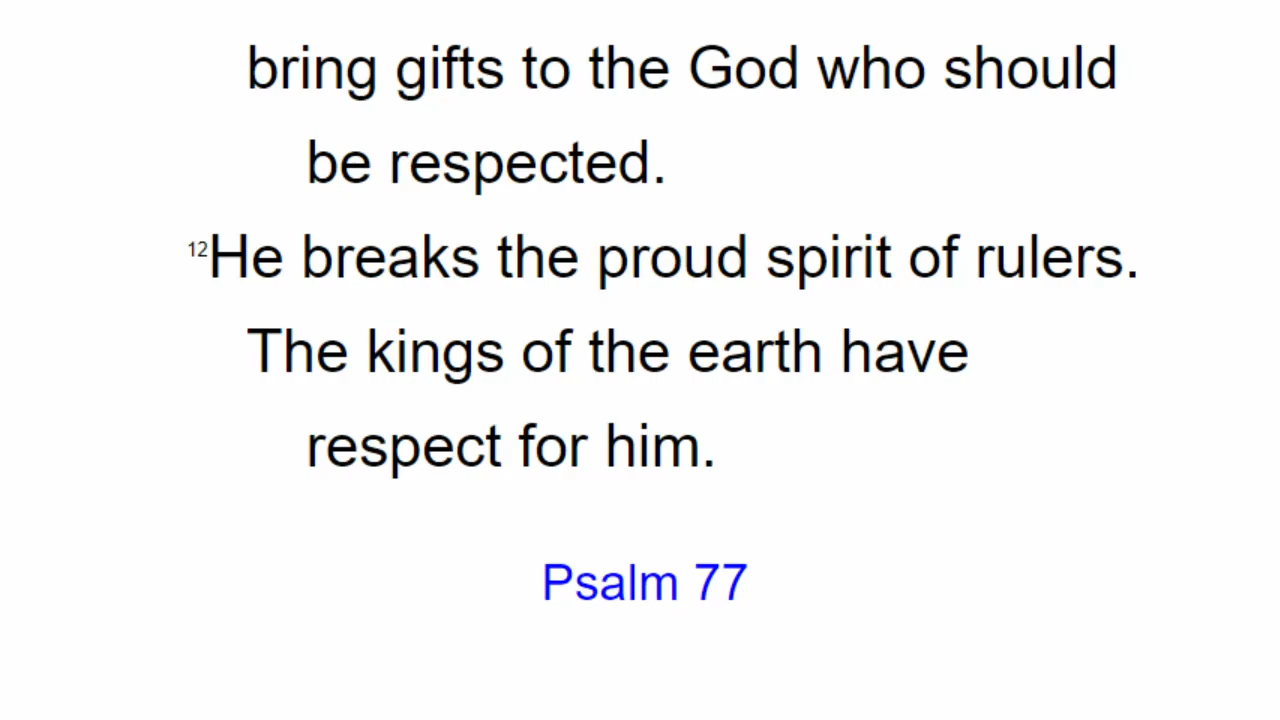 bring gifts to the God who should
be respected.
12He breaks the proud spirit of rulers.
The kings of the earth have
respect for him.
Psalm 77